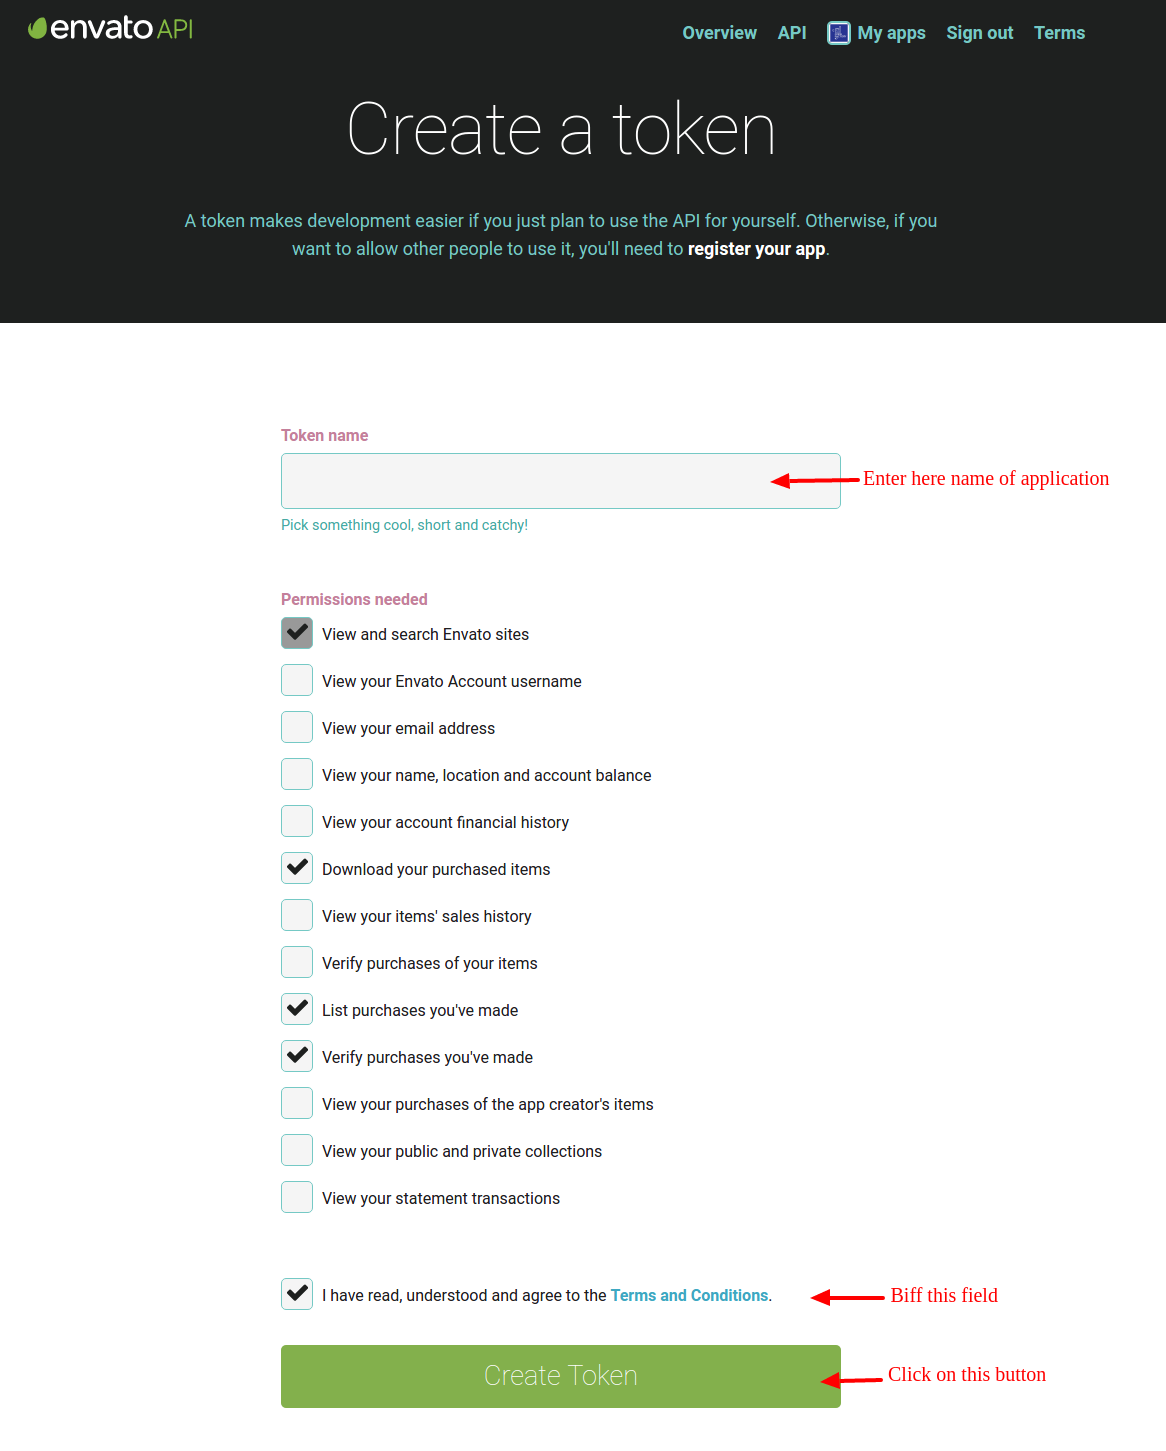 envato API
Overview API My apps Sign out Terms
Create a token
A token makes development easier if you just plan to use the API for yourself. Otherwise, if you
want to allow other people to use it, you'll need to register your app.
Token name
Enter here name of application
Pick something cool, short and catchy!
Permissions needed
View and search Envato sites
View your Envato Account username
View your email address
View your name, location and account balance
View your account financial history
Download your purchased items
View your items' sales history
Verify purchases of your items
List purchases you've made
Verify purchases you've made
View your purchases of the app creator's items
View your public and private collections
View your statement transactions
I have read, understood and agree to the Terms and Conditions.
Biff this field
Create Token
Click on this button